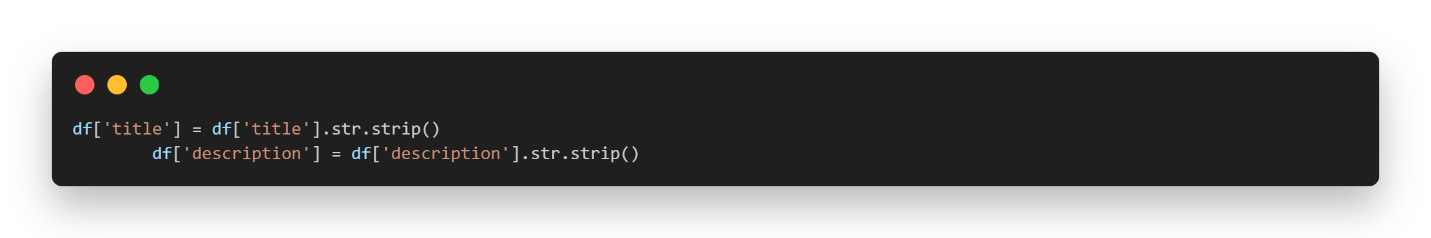 df['title'] = df['title'].str.strip()
        df['description'] = df['description'].str.strip()